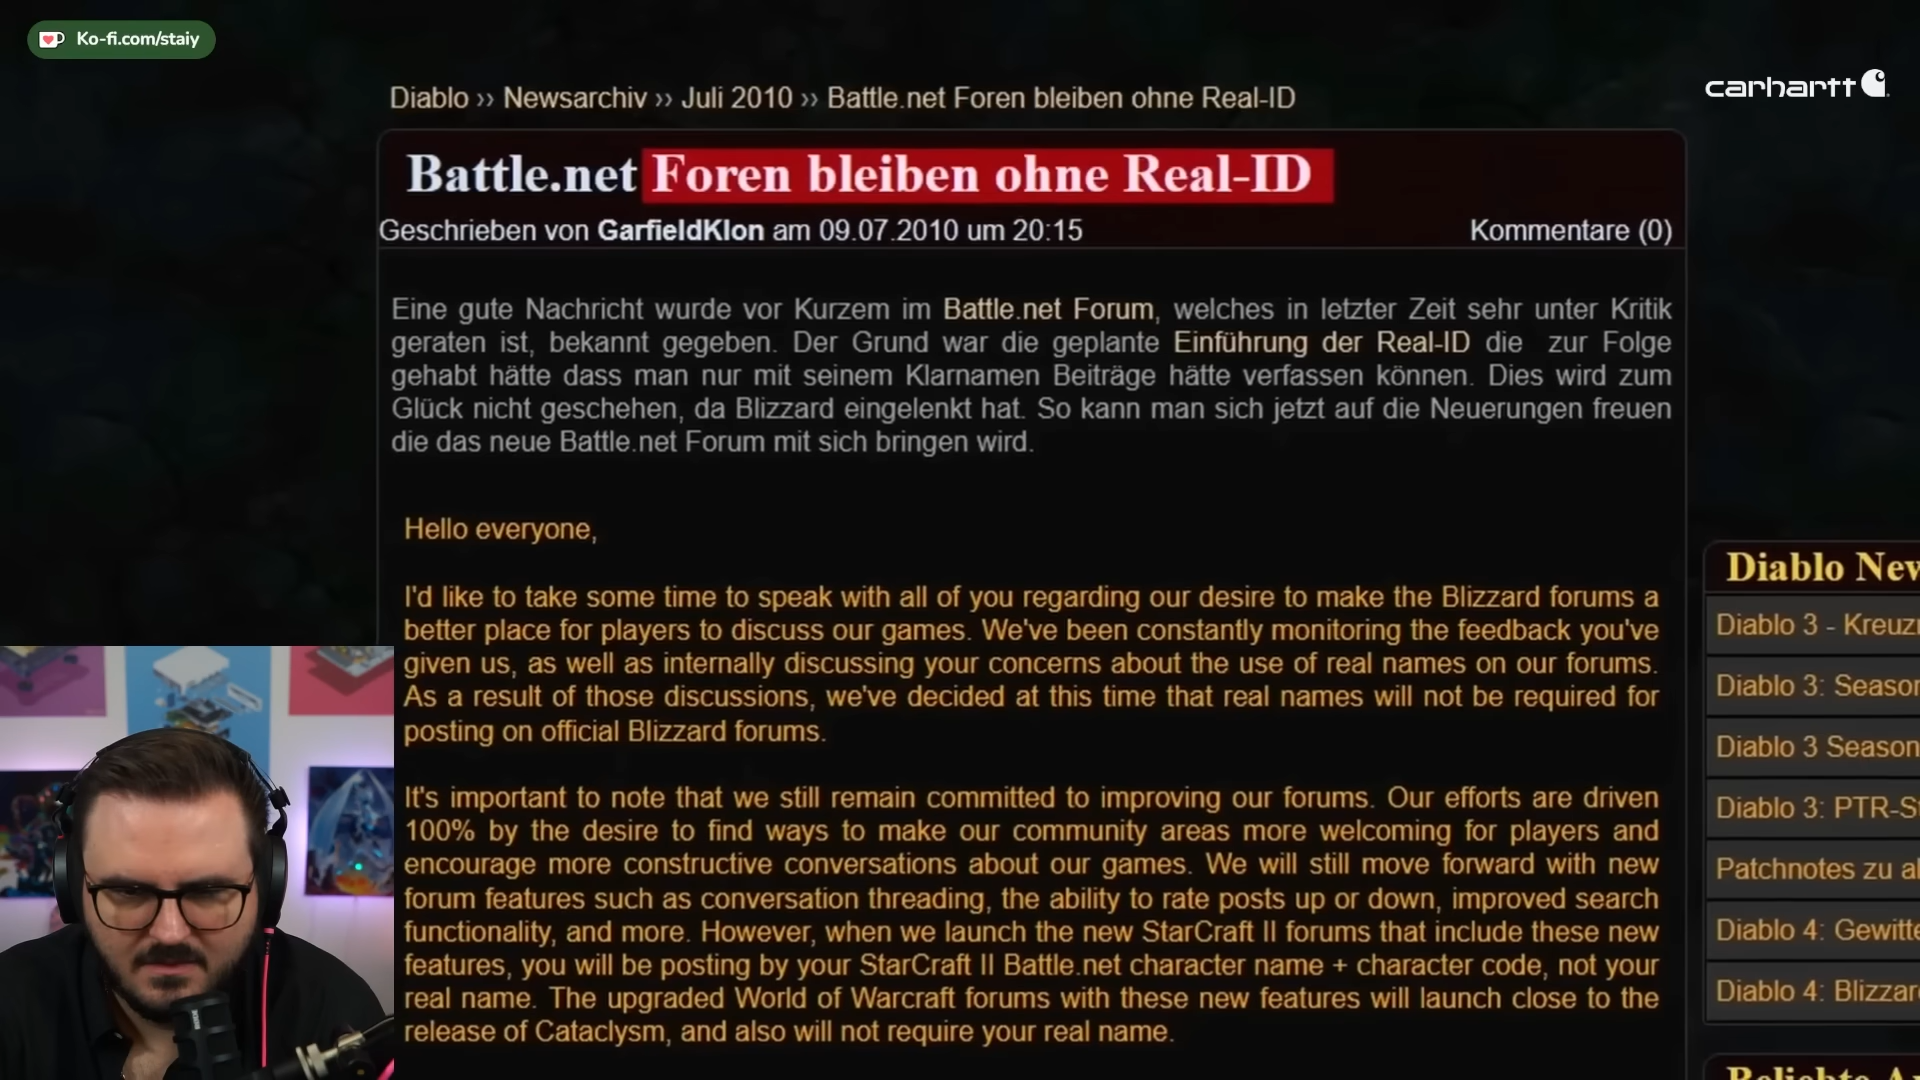 Ko-fi.com/staiy
carhartt
Diablo ›› Newsarchiv ›› Juli 2010 ›› Battle.net Foren bleiben ohne Real-ID
Battle.net Foren bleiben ohne Real-ID
Geschrieben von GarfieldKlon am 09.07.2010 um 20:15
Kommentare (0)
Eine gute Nachricht wurde vor Kurzem im Battle.net Forum, welches in letzter Zeit sehr unter Kritik
geraten ist, bekannt gegeben. Der Grund war die geplante Einführung der Real-ID die zur Folge
gehabt hätte dass man nur mit seinem Klarnamen Beiträge hätte verfassen können. Dies wird zum
Glück nicht geschehen, da Blizzard eingelenkt hat. So kann man sich jetzt auf die Neuerungen freuen
die das neue Battle.net Forum mit sich bringen wird.
Hello everyone,
I'd like to take some time to speak with all of you regarding our desire to make the Blizzard forums a
better place for players to discuss our games. We've been constantly monitoring the feedback you've
given us, as well as internally discussing your concerns about the use of real names on our forums.
As a result of those discussions, we've decided at this time that real names will not be required for
posting on official Blizzard forums.
It's important to note that we still remain committed to improving our forums. Our efforts are driven
100% by the desire to find ways to make our community areas more welcoming for players and
encourage more constructive conversations about our games. We will still move forward with new
forum features such as conversation threading, the ability to rate posts up or down, improved search
functionality, and more. However, when we launch the new StarCraft II forums that include these new
features, you will be posting by your StarCraft II Battle.net character name + character code, not your
real name. The upgraded World of Warcraft forums with these new features will launch close to the
release of Cataclysm, and also will not require your real name.
Diablo New
Diablo 3 - Kreuz
Diablo 3: Season
Diablo 3 Season
Diablo 3: PTR-S
Patchnotes zu al
Diablo 4: Gewitte
Diablo 4: Blizzar
Beliebte A